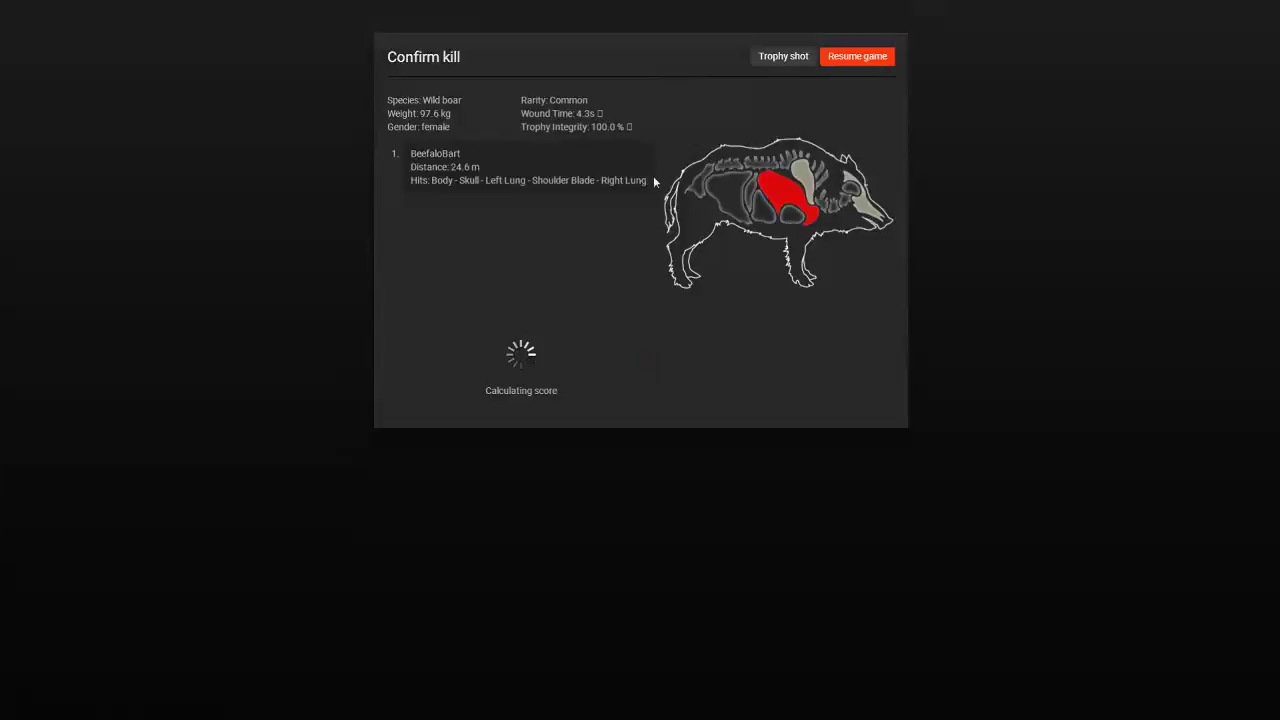 Confirm kill
Trophy shot
Resume game
Species: Wild boar
Rarity: Common
Weight: 97.6 kg
Wound Time: 4.3s
Gender: female
Trophy Integrity: 100.0 %
1. BeefaloBart
Distance: 24.6 m
Hits: Body - Skull - Left Lung - Shoulder Blade - Right Lung
Calculating score